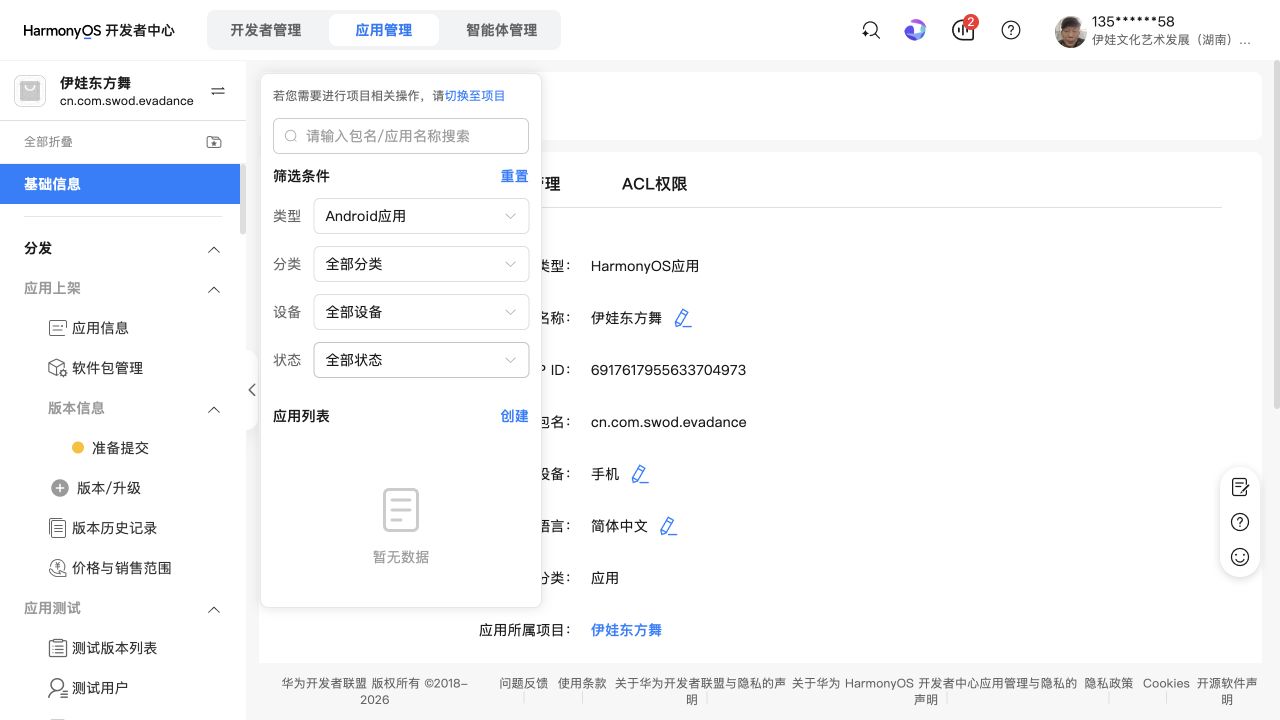 HarmonyOS 开发者中心
开发者管理
应用管理
智能体管理
2
135******58
伊娃文化艺术发展（湖南）...
伊娃东方舞
cn.com.swod.evadance
全部折叠
基础信息
分发
应用上架
应用信息
软件包管理
版本信息
准备提交
版本/升级
版本历史记录
价格与销售范围
应用测试
测试版本列表
测试用户
若您需要进行项目相关操作，请切换至项目
请输入包名/应用名称搜索
筛选条件
重置
类型
Android应用
分类
全部分类
设备
全部设备
状态
全部状态
应用列表
创建
暂无数据
管理
ACL权限
类型：
HarmonyOS应用
名称：
伊娃东方舞
P ID：
6917617955633704973
包名：
cn.com.swod.evadance
设备：
手机
语言：
简体中文
分类：
应用
应用所属项目：
伊娃东方舞
华为开发者联盟 版权所有 ©2018-
2026
问题反馈
使用条款
关于华为开发者联盟与隐私的声
明
关于华为 HarmonyOS 开发者中心应用管理与隐私的
声明
隐私政策
Cookies
开源软件声
明